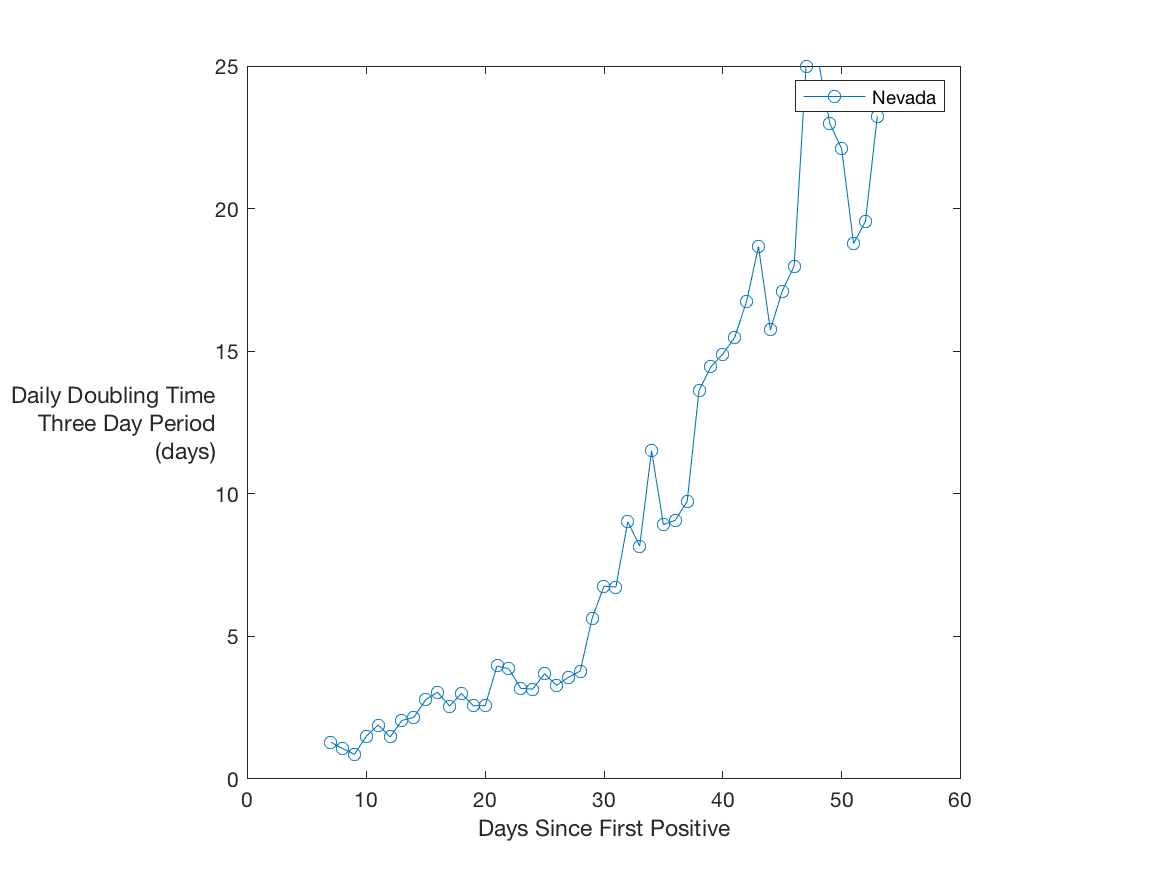 25
Nevada
20
15
Daily Doubling Time
Three Day Period
(days)
10
5
0
0 10 20 30 40 50 60
Days Since First Positive